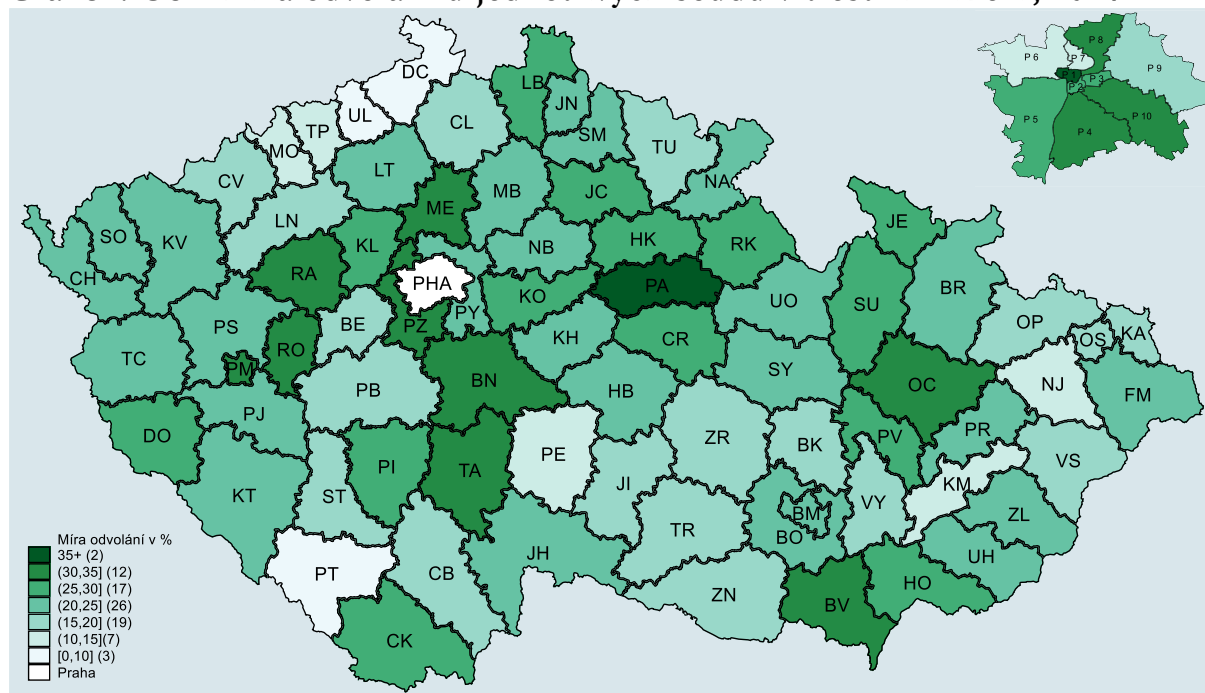 DC
LB
JN
UL
TP
CL
SM
TU
MO
LT
CV
MB
NA
JC
ME
LN
SO
KV
KL
NB
HK
RK
JE
RA
CH
PHA
PA
KO
PY
UO
SU
BR
PS
BE
PZ
OP
OS
KA
TC
RO
KH
CR
PM
SY
BN
OC
NJ
PB
HB
FM
PJ
DO
ZR
BK
PV
PR
PI
TA
PE
VS
KT
ST
JI
KM
VY
BM
ZL
TR
BO
JH
UH
PT
CB
ZN
HO
BV
CK
P 8
P 6
P 7
P 9
P 1
P 3
P 2
P 5
P 10
P 4
Míra odvolání v %
35+ (2)
(30,35] (12)
(25,30] (17)
(20,25] (26)
(15,20] (19)
(10,15](7)
[0,10] (3)
Praha